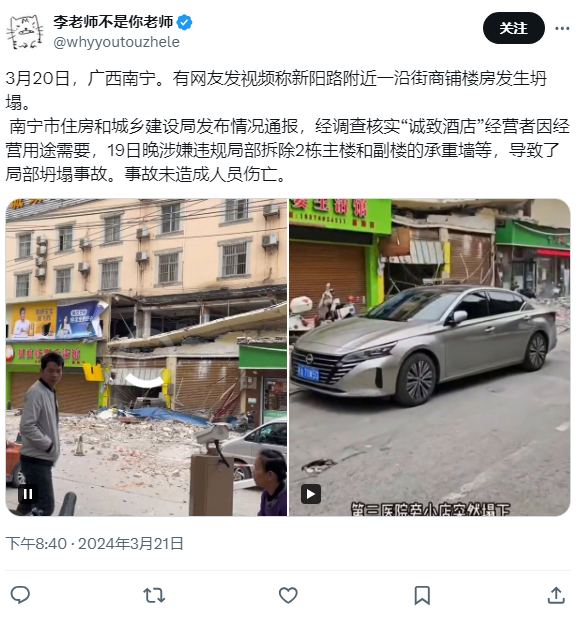 李老师不是你老师
@whyyoutouzhele
关注
3月20日，广西南宁。有网友发视频称新阳路附近一沿街商铺楼房发生坍
塌。
南宁市住房和城乡建设局发布情况通报，经调查核实“诚致酒店”经营者因经
营用途需要，19日晚涉嫌违规局部拆除2栋主楼和副楼的承重墙等，导致了
局部坍塌事故。事故未造成人员伤亡。
第三医院旁小店突然塌下
下午8:40 · 2024年3月21日